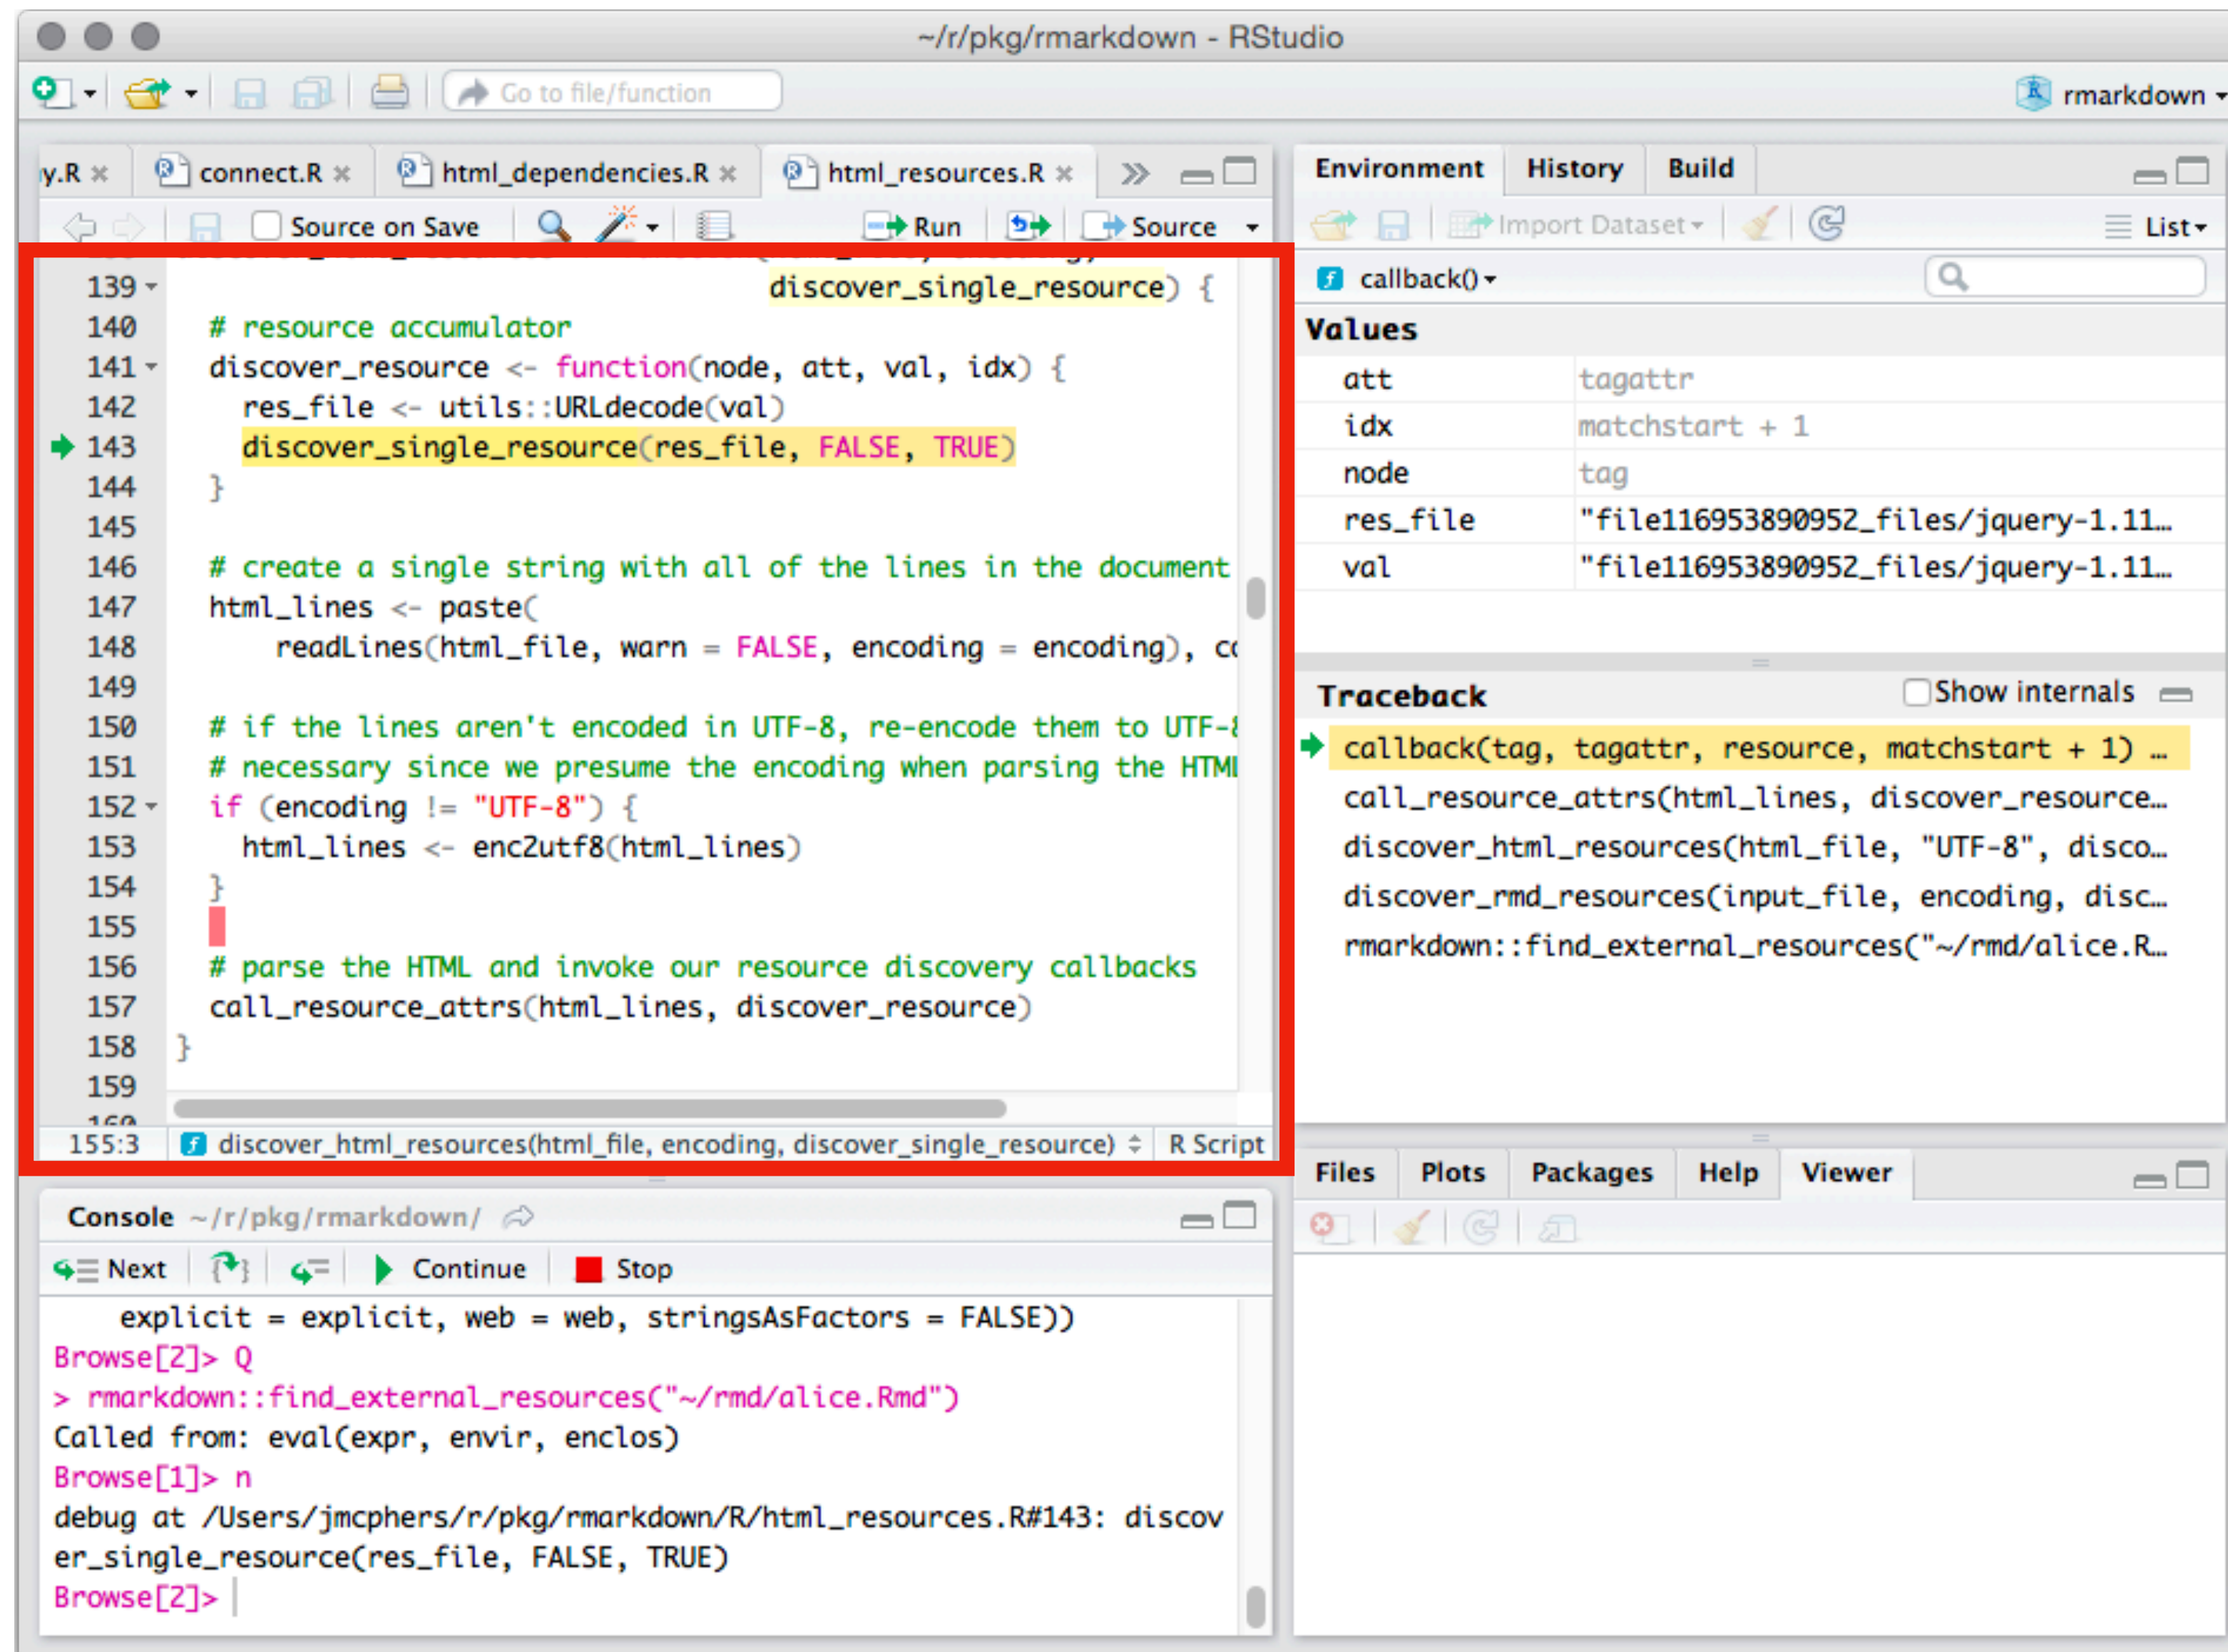 ~/r/pkg/rmarkdown - RStudio
Go to file/function
rmarkdown
y.R
connect.R
html_dependencies.R
html_resources.R
Source on Save
Run
Source
139
discover_single_resource) {
140 # resource accumulator
141 discover_resource <- function(node, att, val, idx) {
142 res_file <- utils::URLdecode(val)
143 discover_single_resource(res_file, FALSE, TRUE)
144 }
145
146 # create a single string with all of the lines in the document
147 html_lines <- paste(
148 readLines(html_file, warn = FALSE, encoding = encoding), co
149
150 # if the lines aren't encoded in UTF-8, re-encode them to UTF-8
151 # necessary since we presume the encoding when parsing the HTML
152 if (encoding != "UTF-8") {
153 html_lines <- enc2utf8(html_lines)
154 }
155
156 # parse the HTML and invoke our resource discovery callbacks
157 call_resource_attrs(html_lines, discover_resource)
158 }
159
155:3 discover_html_resources(html_file, encoding, discover_single_resource) R Script
Console ~/r/pkg/rmarkdown/
Next Continue Stop
explicit = explicit, web = web, stringsAsFactors = FALSE))
Browse[2]> Q
> rmarkdown::find_external_resources("~/rmd/alice.Rmd")
Called from: eval(expr, envir, enclos)
Browse[1]> n
debug at /Users/jmcphers/r/pkg/rmarkdown/R/html_resources.R#143: discov
er_single_resource(res_file, FALSE, TRUE)
Browse[2]>
Environment History Build
Import Dataset
List
callback()
Values
att tagattr
idx matchstart + 1
node tag
res_file "file116953890952_files/jquery-1.11…
val "file116953890952_files/jquery-1.11…
Traceback Show internals
callback(tag, tagattr, resource, matchstart + 1) …
call_resource_attrs(html_lines, discover_resource…
discover_html_resources(html_file, "UTF-8", disco…
discover_rmd_resources(input_file, encoding, disc…
rmarkdown::find_external_resources("~/rmd/alice.R…
Files Plots Packages Help Viewer